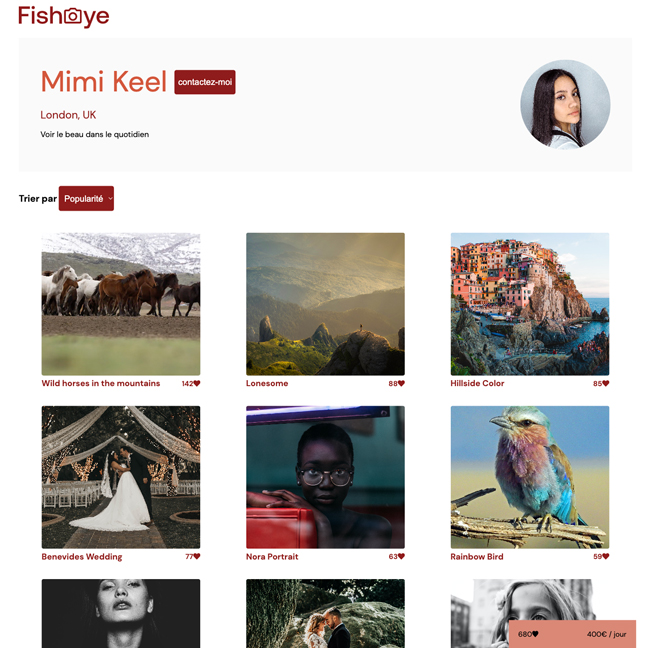 Fisheye
Mimi Keel contactez-moi
London, UK
Voir le beau dans le quotidien
Trier par Popularité
Wild horses in the mountains 142♥
Lonesome 88♥
Hillside Color 85♥
Benevides Wedding 77♥
Nora Portrait 63♥
Rainbow Bird 59♥
680♥ 400€ / jour